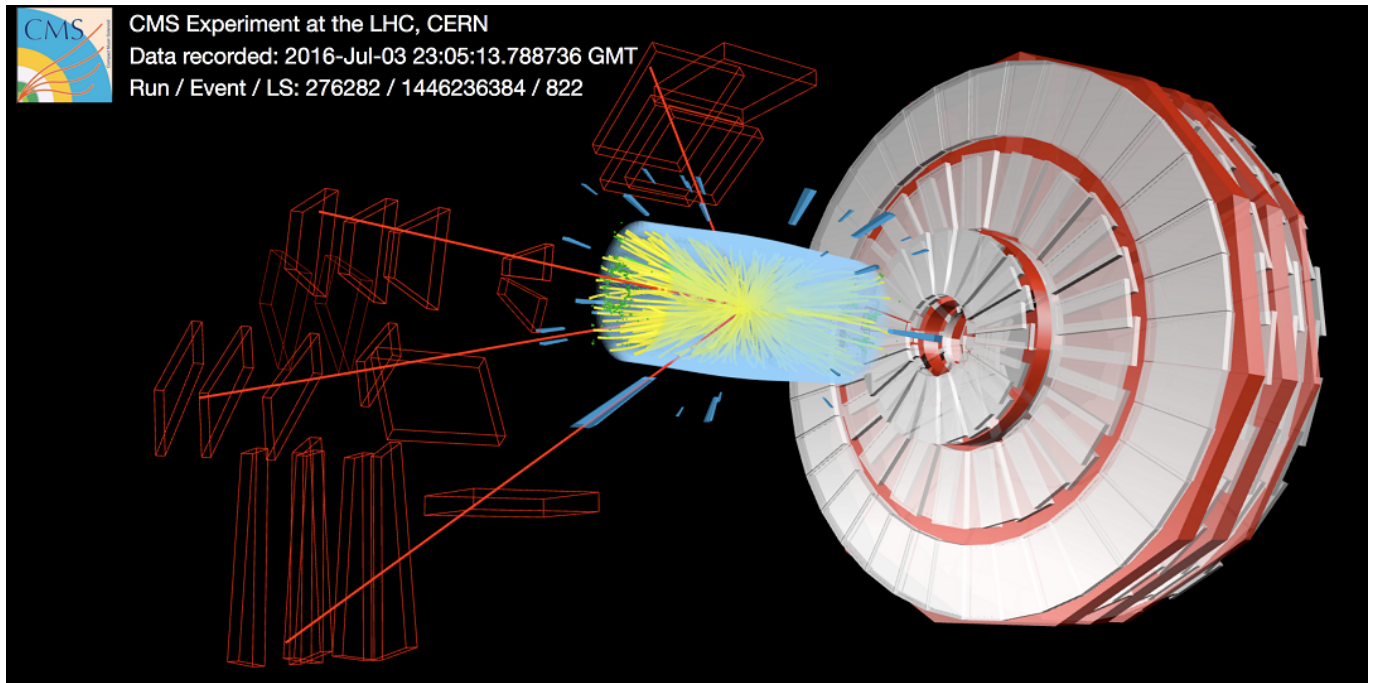 CMS
CMS Experiment at the LHC, CERN
Data recorded: 2016-Jul-03 23:05:13.788736 GMT
Run / Event / LS: 276282 / 1446236384 / 822